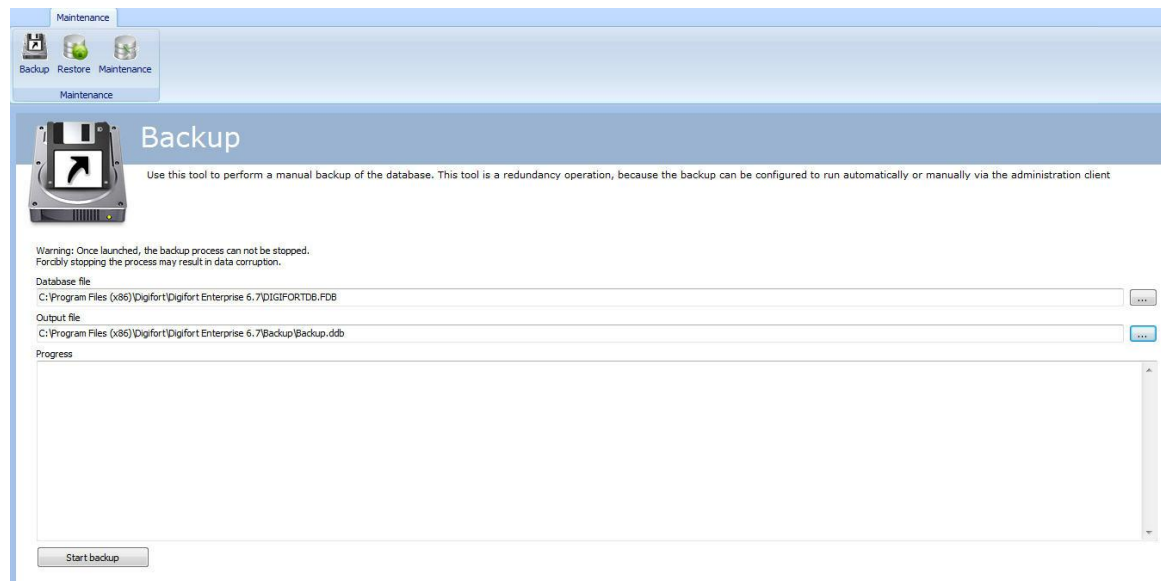 Maintenance
Backup Restore Maintenance
Maintenance
Backup
Use this tool to perform a manual backup of the database. This tool is a redundancy operation, because the backup can be configured to run automatically or manually via the administration client
Warning: Once launched, the backup process can not be stopped.
Forcibly stopping the process may result in data corruption.
Database file
C:\Program Files (x86)\Digifort\Digifort Enterprise 6.7\DIGIFORTDB.FDB
...
Output file
C:\Program Files (x86)\Digifort\Digifort Enterprise 6.7\Backup\Backup.ddb
...
Progress
Start backup